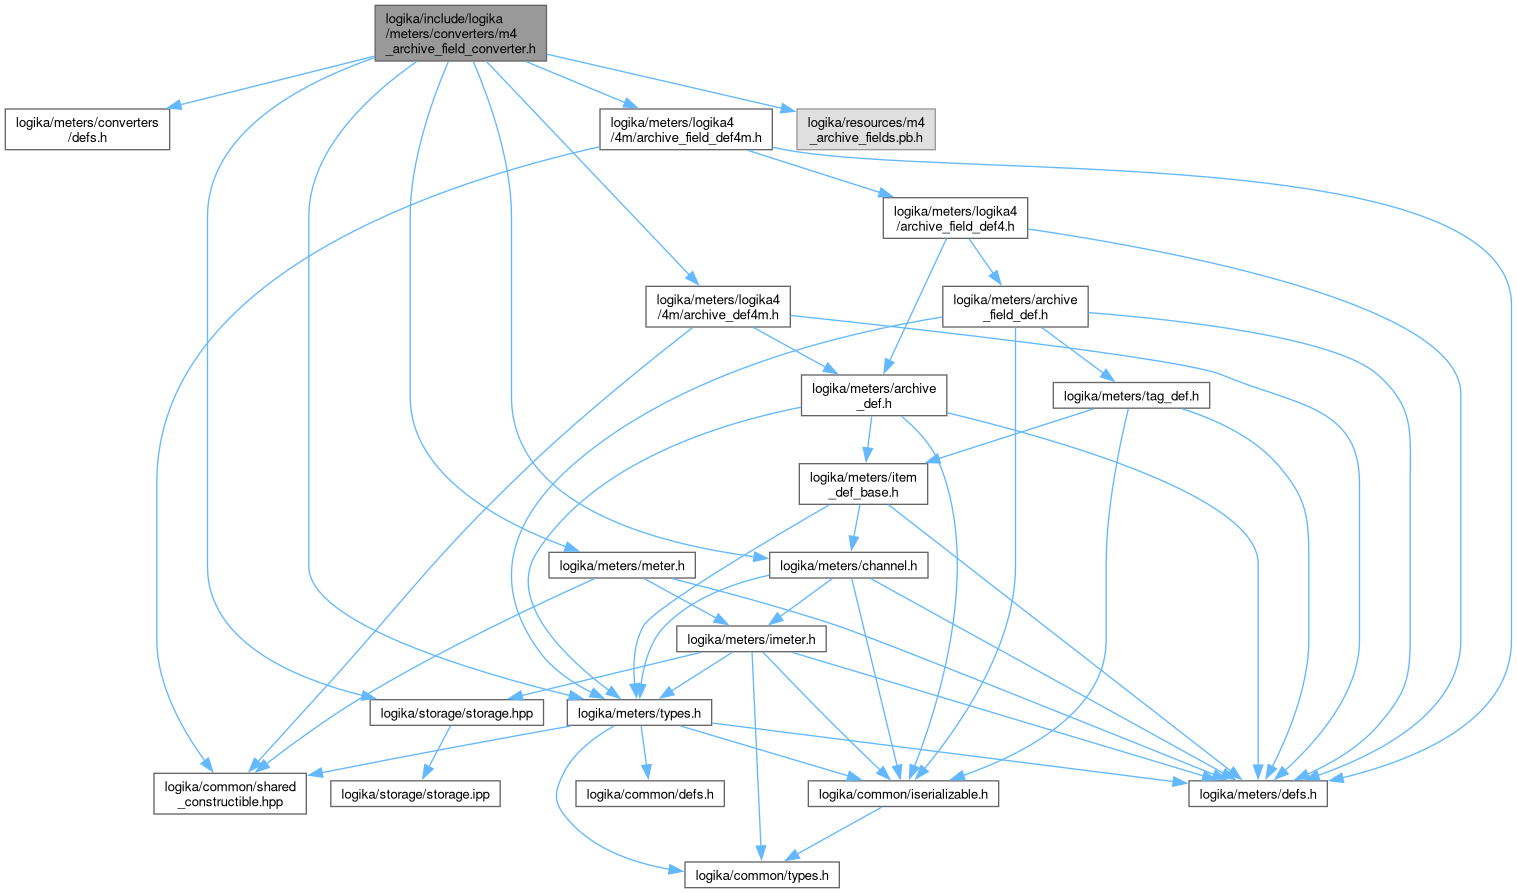 logika/include/logika
/meters/converters/m4
_archive_field_converter.h
logika/meters/converters
/defs.h
logika/meters/logika4
/4m/archive_field_def4m.h
logika/resources/m4
_archive_fields.pb.h
logika/meters/logika4
/archive_field_def4.h
logika/meters/logika4
/4m/archive_def4m.h
logika/meters/archive
_field_def.h
logika/meters/archive
_def.h
logika/meters/tag_def.h
logika/meters/item
_def_base.h
logika/meters/meter.h
logika/meters/channel.h
logika/meters/imeter.h
logika/storage/storage.hpp
logika/meters/types.h
logika/common/shared
_constructible.hpp
logika/storage/storage.ipp
logika/common/defs.h
logika/common/iserializable.h
logika/meters/defs.h
logika/common/types.h